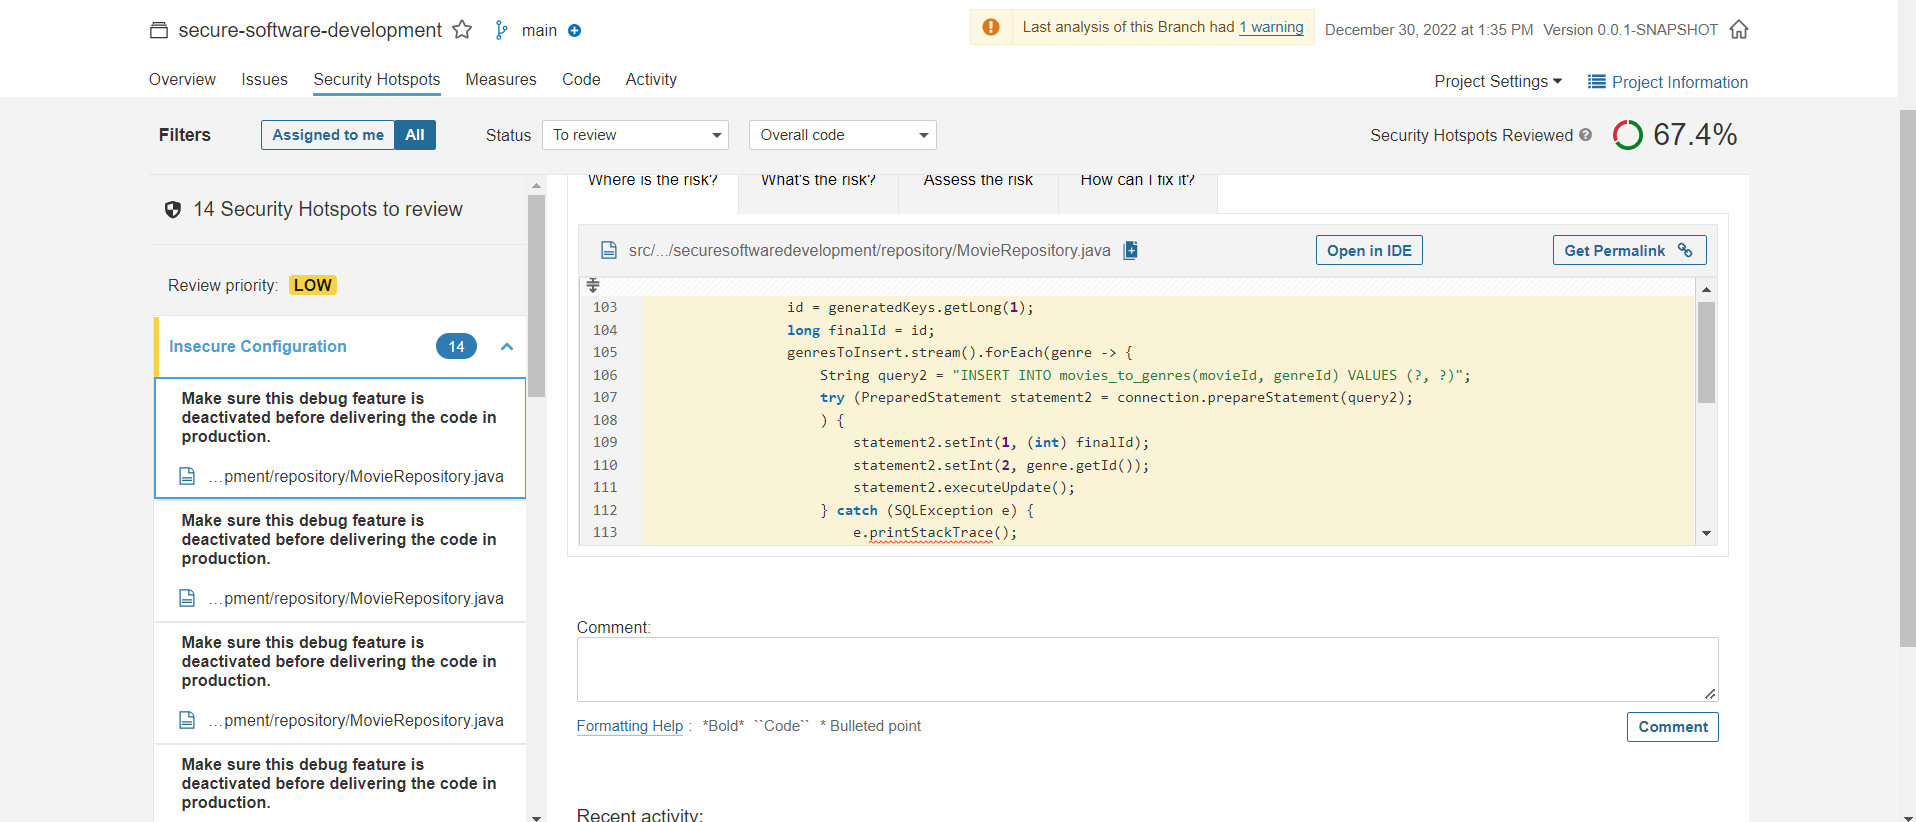 secure-software-development main
Last analysis of this Branch had 1 warning
December 30, 2022 at 1:35 PM Version 0.0.1-SNAPSHOT
Overview Issues Security Hotspots Measures Code Activity
Project Settings Project Information
Filters Assigned to me All Status To review Overall code
Security Hotspots Reviewed ? 67.4%
14 Security Hotspots to review
Review priority: LOW
Insecure Configuration 14
Make sure this debug feature is
deactivated before delivering the code in
production.
...pment/repository/MovieRepository.java
Make sure this debug feature is
deactivated before delivering the code in
production.
...pment/repository/MovieRepository.java
Make sure this debug feature is
deactivated before delivering the code in
production.
...pment/repository/MovieRepository.java
Make sure this debug feature is
deactivated before delivering the code in
production.
Where is the risk? What's the risk? Assess the risk How can I fix it?
src/.../securesoftwaredevelopment/repository/MovieRepository.java
Open in IDE Get Permalink
103 id = generatedKeys.getLong(1);
104 long finalId = id;
105 genresToInsert.stream().forEach(genre -> {
106 String query2 = "INSERT INTO movies_to_genres(movieId, genreId) VALUES (?, ?)";
107 try (PreparedStatement statement2 = connection.prepareStatement(query2);
108 ) {
109 statement2.setInt(1, (int) finalId);
110 statement2.setInt(2, genre.getId());
111 statement2.executeUpdate();
112 } catch (SQLException e) {
113 e.printStackTrace();
Comment:
Formatting Help : *Bold* ``Code`` * Bulleted point
Comment
Recent activity: